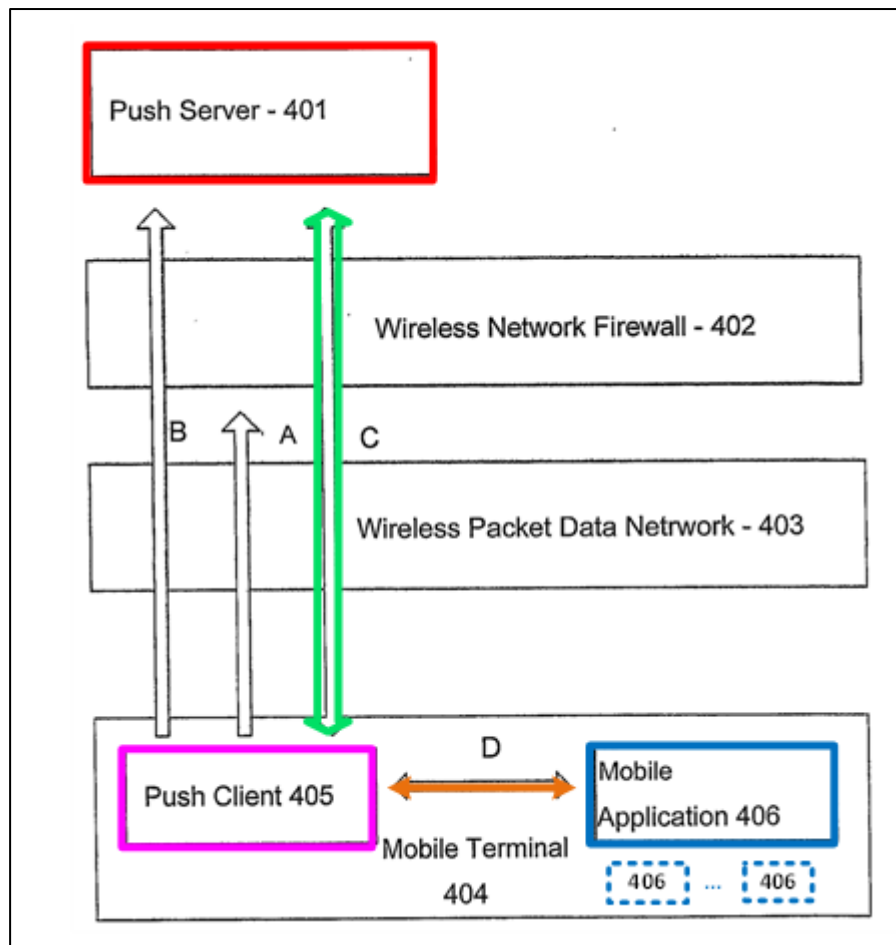 Push Server - 401
Wireless Network Firewall - 402
B
A
C
Wireless Packet Data Netrwork - 403
D
Push Client 405
Mobile
Application 406
Mobile Terminal
404
406 ... 406